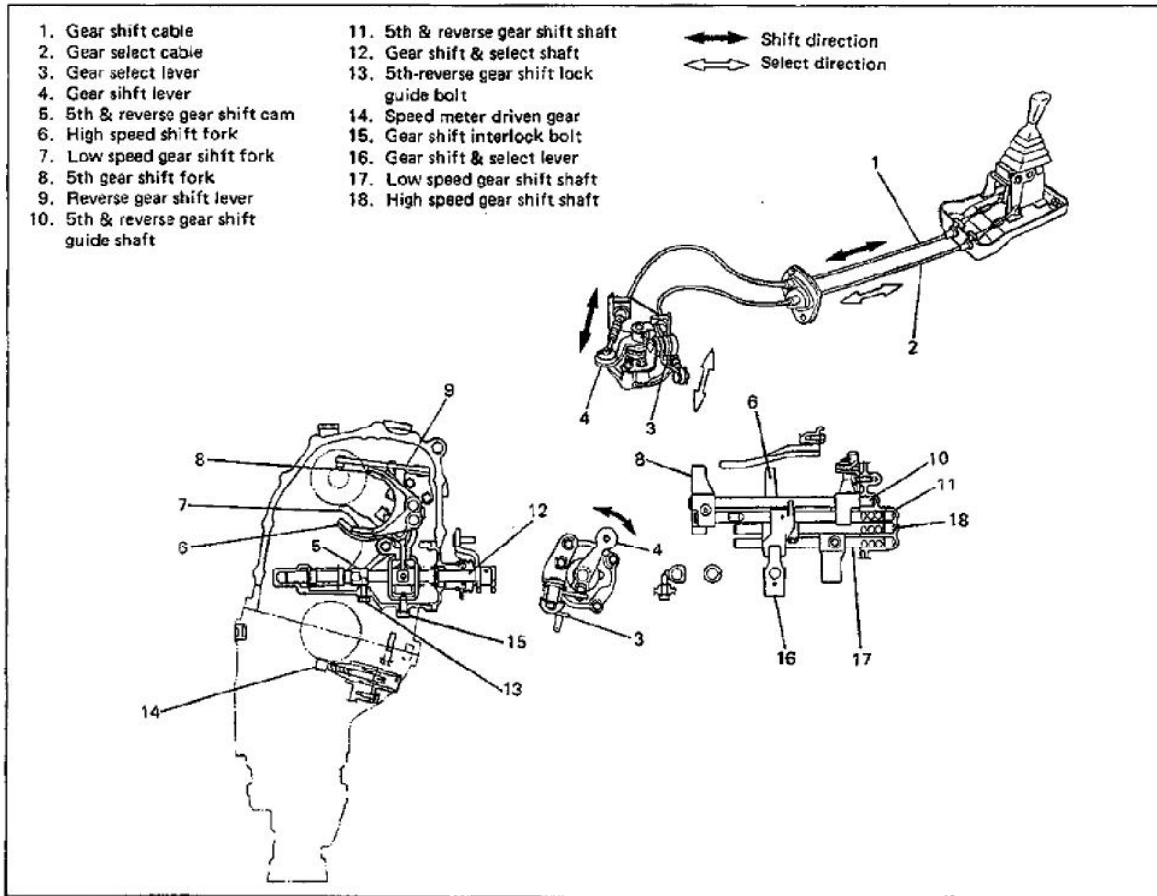 1. Gear shift cable
2. Gear select cable
3. Gear select lever
4. Gear sihft lever
5. 5th & reverse gear shift cam
6. High speed shift fork
7. Low speed gear sihft fork
8. 5th gear shift fork
9. Reverse gear shift lever
10. 5th & reverse gear shift
guide shaft
11. 5th & reverse gear shift shaft
12. Gear shift & select shaft
13. 5th-reverse gear shift lock
guide bolt
14. Speed meter driven gear
15. Gear shift interlock bolt
16. Gear shift & select lever
17. Low speed gear shift shaft
18. High speed gear shift shaft
Shift direction
Select direction
1
2
4
3
9
8
7
6
5
12
15
13
14
4
3
6
8
10
11
18
16
17